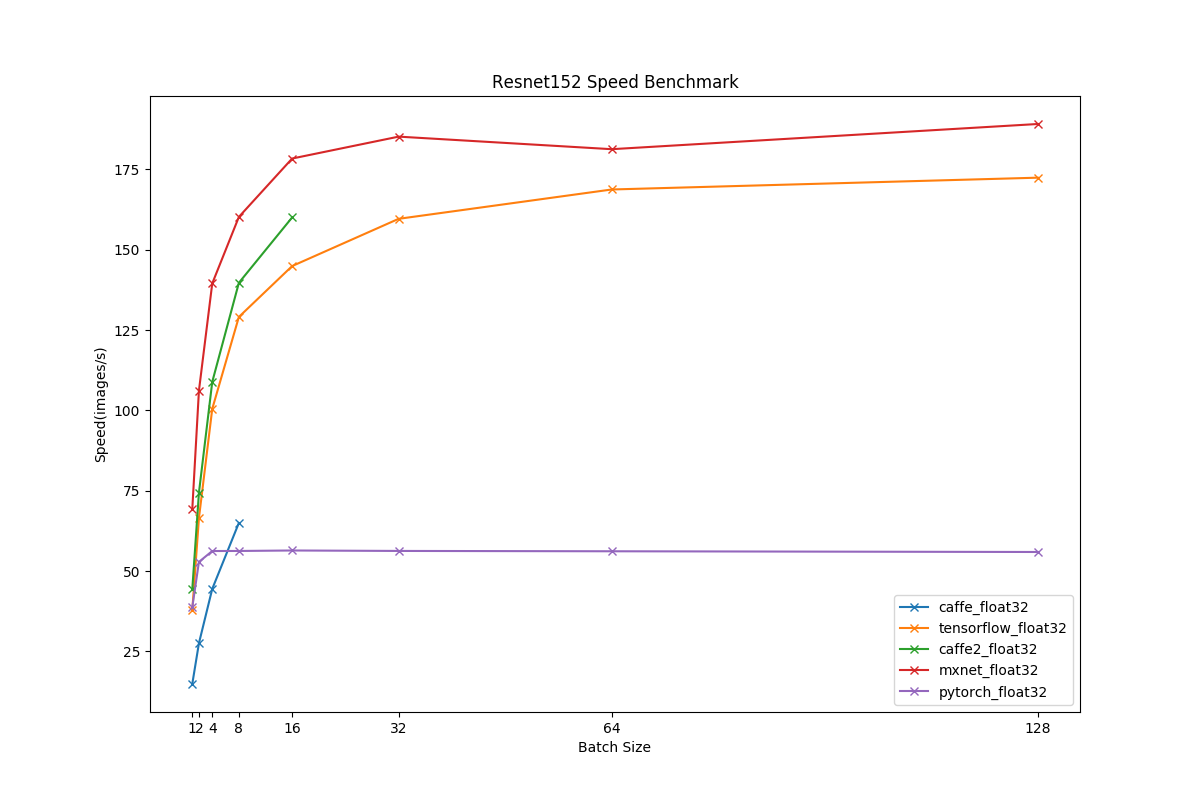 Resnet152 Speed Benchmark
175
150
125
100
75
50
25
Speed(images/s)
1 2 4 8 16 32 64 128
Batch Size
caffe_float32
tensorflow_float32
caffe2_float32
mxnet_float32
pytorch_float32